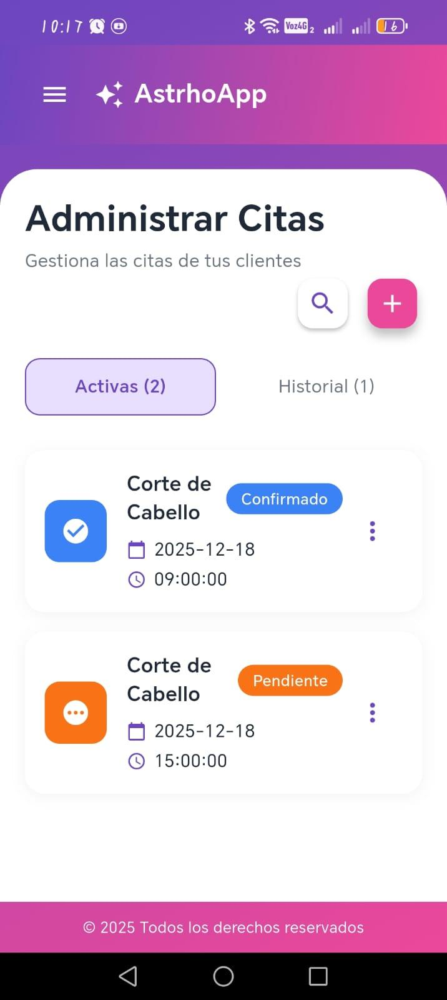 10:17 Voz4G 2 16
AstrhoApp
Administrar Citas
Gestiona las citas de tus clientes
Activas (2) Historial (1)
Corte de
Cabello
Confirmado
2025-12-18
09:00:00
Corte de
Cabello
Pendiente
2025-12-18
15:00:00
© 2025 Todos los derechos reservados